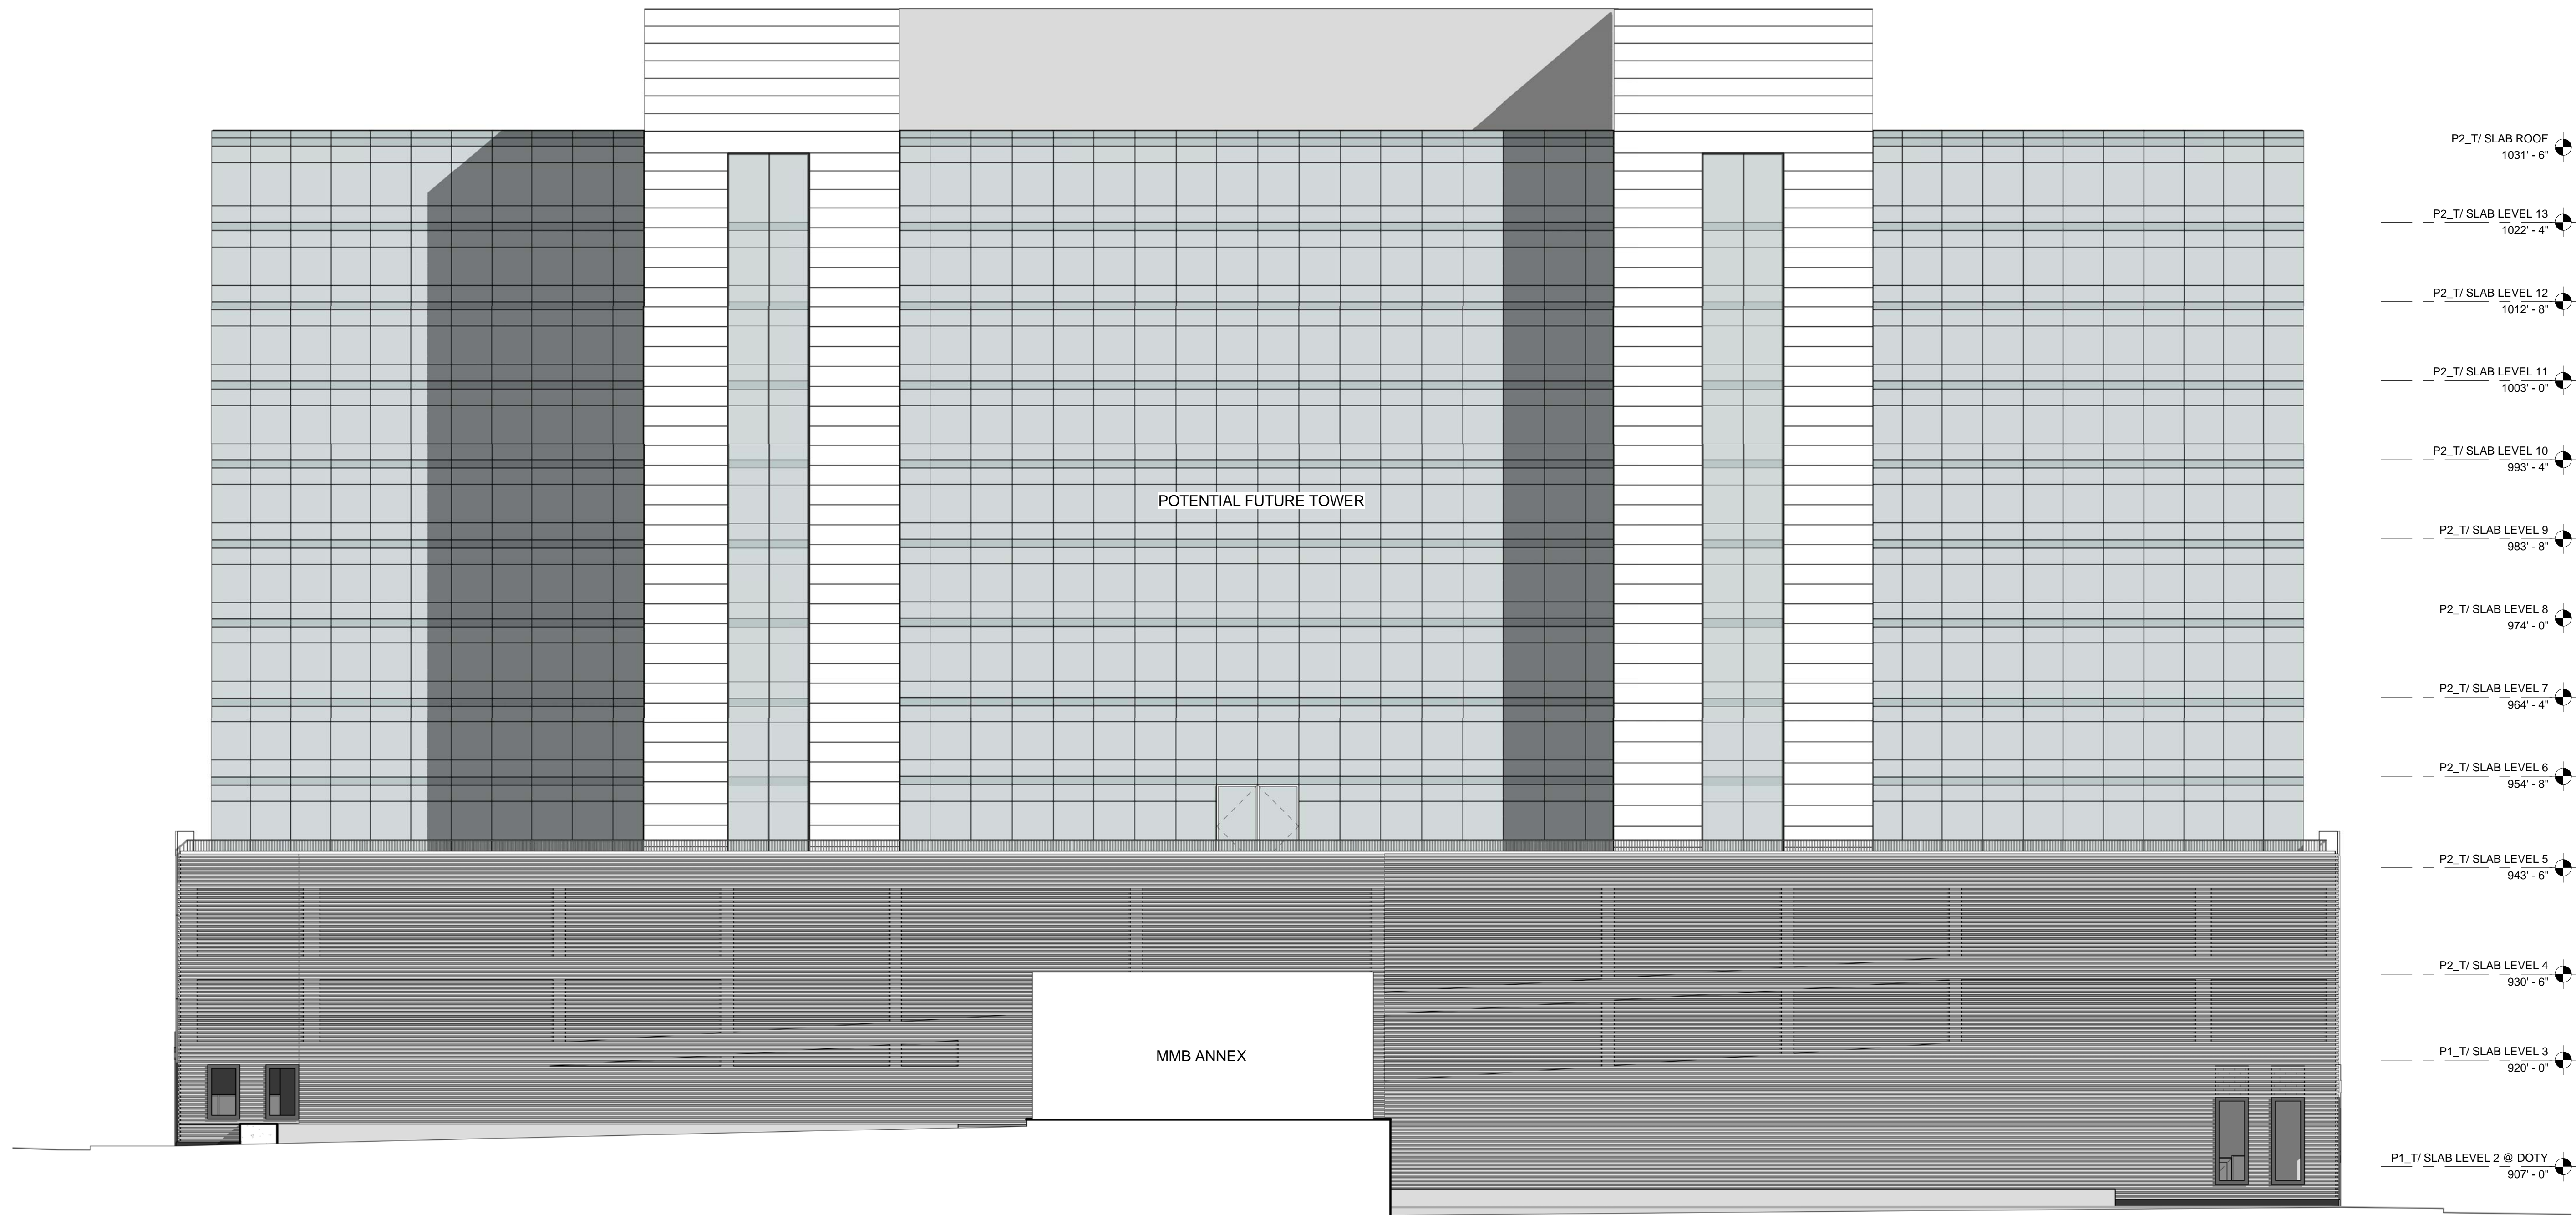 P2_T/ SLAB ROOF
1031' - 6"
P2_T/ SLAB LEVEL 13
1022' - 4"
P2_T/ SLAB LEVEL 12
1012' - 8"
P2_T/ SLAB LEVEL 11
1003' - 0"
P2_T/ SLAB LEVEL 10
993' - 4"
POTENTIAL FUTURE TOWER
P2_T/ SLAB LEVEL 9
983' - 8"
P2_T/ SLAB LEVEL 8
974' - 0"
P2_T/ SLAB LEVEL 7
964' - 4"
P2_T/ SLAB LEVEL 6
954' - 8"
P2_T/ SLAB LEVEL 5
943' - 6"
P2_T/ SLAB LEVEL 4
930' - 6"
MMB ANNEX
P1_T/ SLAB LEVEL 3
920' - 0"
P1_T/ SLAB LEVEL 2 @ DOTY
907' - 0"